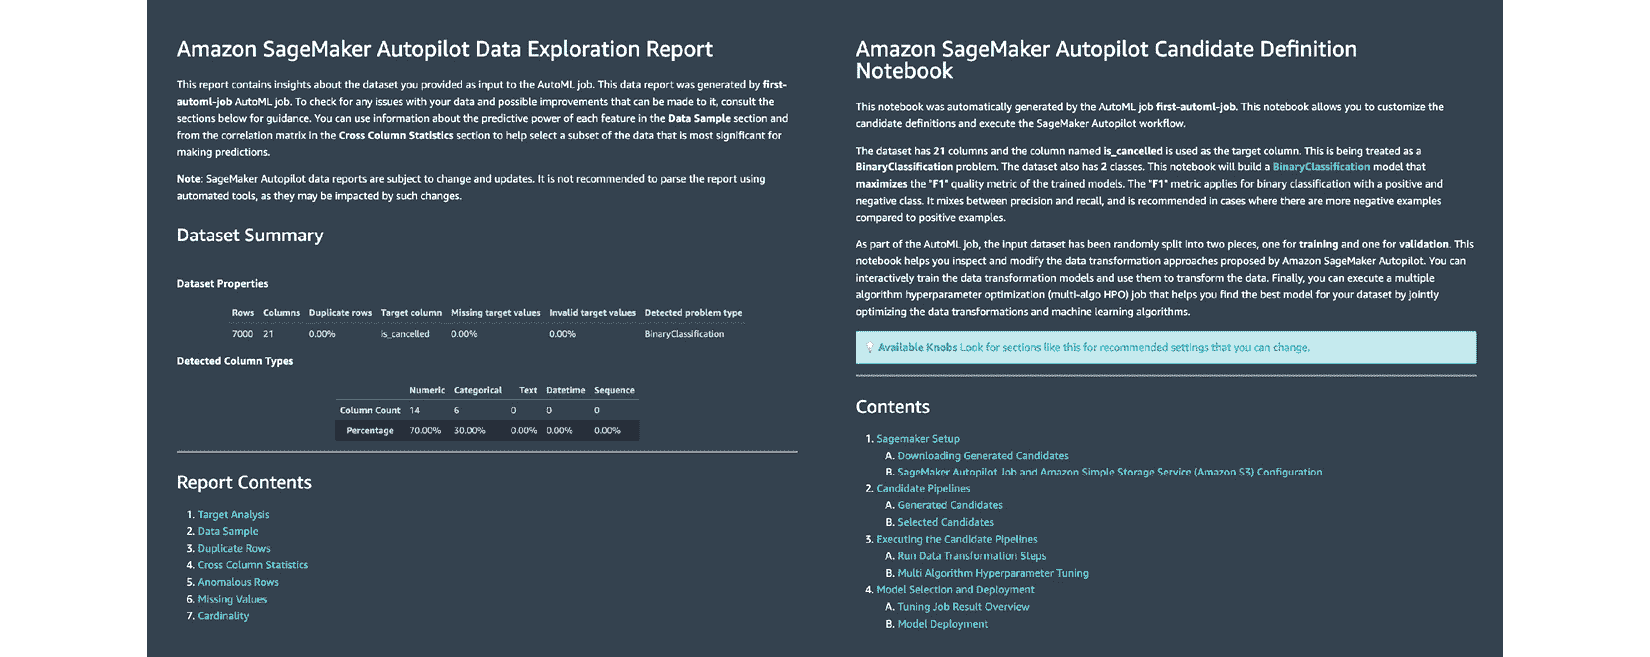 Amazon SageMaker Autopilot Data Exploration Report
This report contains insights about the dataset you provided as input to the AutoML job. This data report was generated by first-
automl-job AutoML job. To check for any issues with your data and possible improvements that can be made to it, consult the
sections below for guidance. You can use information about the predictive power of each feature in the Data Sample section and
from the correlation matrix in the Cross Column Statistics section to help select a subset of the data that is most significant for
making predictions.
Note: SageMaker Autopilot data reports are subject to change and updates. It is not recommended to parse the report using
automated tools, as they may be impacted by such changes.
Dataset Summary
Dataset Properties
Rows Columns Duplicate rows Target column Missing target values Invalid target values Detected problem type
7000 21 0.00% is_cancelled 0.00% 0.00% BinaryClassification
Detected Column Types
Numeric Categorical Text Datetime Sequence
Column Count 14 6 0 0 0
Percentage 70.00% 30.00% 0.00% 0.00% 0.00%
Report Contents
1. Target Analysis
2. Data Sample
3. Duplicate Rows
4. Cross Column Statistics
5. Anomalous Rows
6. Missing Values
7. Cardinality
Amazon SageMaker Autopilot Candidate Definition
Notebook
This notebook was automatically generated by the AutoML job first-automl-job. This notebook allows you to customize the
candidate definitions and execute the SageMaker Autopilot workflow.
The dataset has 21 columns and the column named is_cancelled is used as the target column. This is being treated as a
BinaryClassification problem. The dataset also has 2 classes. This notebook will build a BinaryClassification model that
maximizes the "F1" quality metric of the trained models. The "F1" metric applies for binary classification with a positive and
negative class. It mixes between precision and recall, and is recommended in cases where there are more negative examples
compared to positive examples.
As part of the AutoML job, the input dataset has been randomly split into two pieces, one for training and one for validation. This
notebook helps you inspect and modify the data transformation approaches proposed by Amazon SageMaker Autopilot. You can
interactively train the data transformation models and use them to transform the data. Finally, you can execute a multiple
algorithm hyperparameter optimization (multi-algo HPO) job that helps you find the best model for your dataset by jointly
optimizing the data transformations and machine learning algorithms.
Available Knobs Look for sections like this for recommended settings that you can change.
Contents
1. Sagemaker Setup
A. Downloading Generated Candidates
B. SageMaker Autopilot Job and Amazon Simple Storage Service (Amazon S3) Configuration
2. Candidate Pipelines
A. Generated Candidates
B. Selected Candidates
3. Executing the Candidate Pipelines
A. Run Data Transformation Steps
B. Multi Algorithm Hyperparameter Tuning
4. Model Selection and Deployment
A. Tuning Job Result Overview
B. Model Deployment